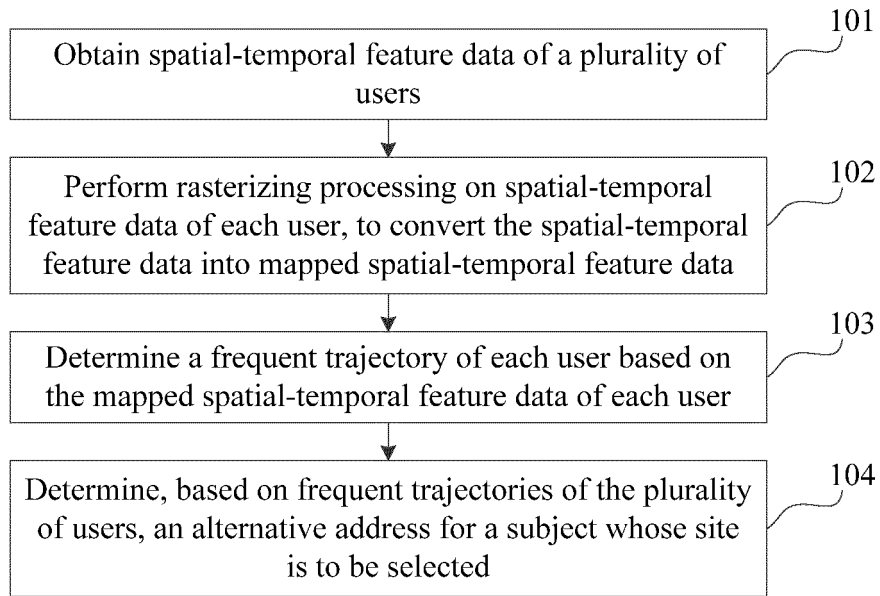 101
Obtain spatial-temporal feature data of a plurality of
users
102
Perform rasterizing processing on spatial-temporal
feature data of each user, to convert the spatial-temporal
feature data into mapped spatial-temporal feature data
103
Determine a frequent trajectory of each user based on
the mapped spatial-temporal feature data of each user
104
Determine, based on frequent trajectories of the plurality
of users, an alternative address for a subject whose site
is to be selected